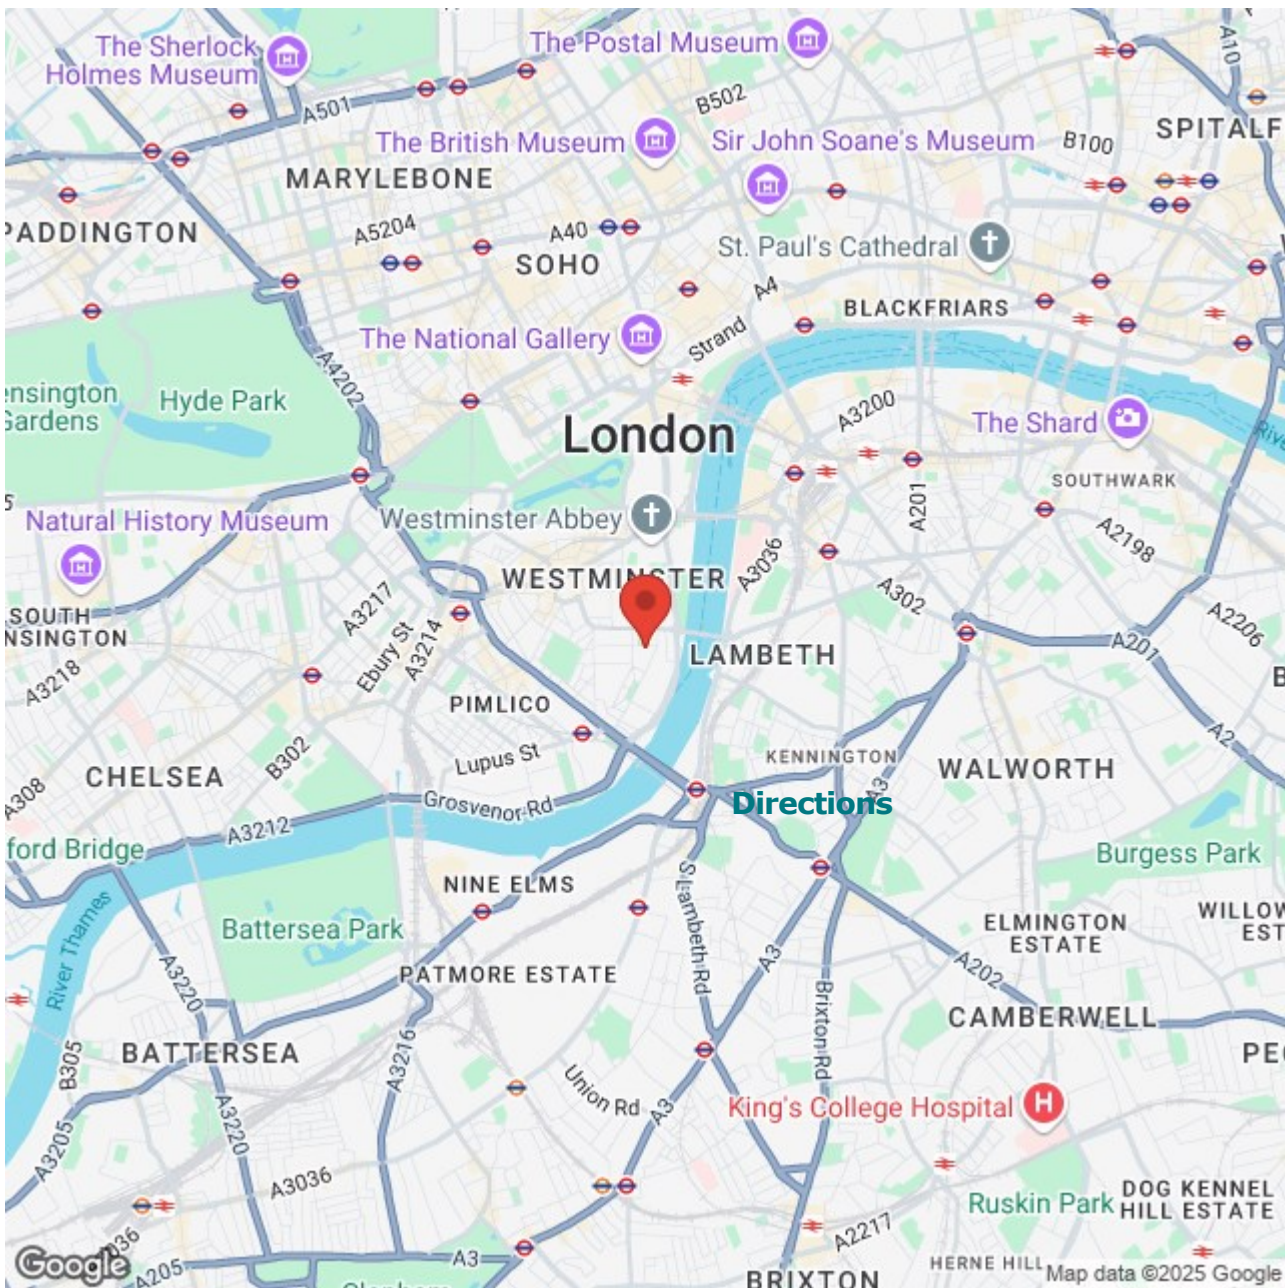 The Sherlock
Holmes Museum
The Postal Museum
A10
A501
B502
The British Museum
Sir John Soane's Museum
B100
SPITALF
MARYLEBONE
PADDINGTON
A5204
A40
SOHO
St. Paul's Cathedral
A4
BLACKFRIARS
The National Gallery
Strand
A4202
ensington
Gardens
Hyde Park
A3200
The Shard
London
SOUTHWARK
Natural History Museum
Westminster Abbey
A201
A2198
A3036
WESTMINSTER
A3217
A302
SOUTH
NSINGTON
Ebury St
A3214
A2206
A201
A3218
LAMBETH
PIMLICO
A2
Lupus St
B302
KENNINGTON
CHELSEA
WALWORTH
A308
Grosvenor Rd
Directions
A3
A3212
ford Bridge
Burgess Park
NINE ELMS
S Lambeth Rd
Battersea Park
ELMINGTON
ESTATE
WILLOW
EST
River Thames
A3220
PATMORE ESTATE
A3
A202
Brixton Rd
CAMBERWELL
BATTERSEA
B305
A3216
PE
Union Rd
A3
King's College Hospital
H
A3220
A3205
A3036
Ruskin Park
DOG KENNEL
HILL ESTATE
A2217
Google
A205
A3
HERNE HILL
BRIXTON
Map data ©2025 Google